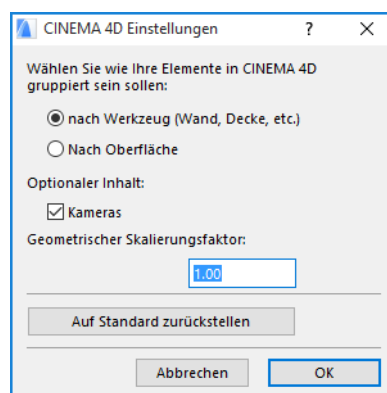 CINEMA 4D Einstellungen ?
Wählen Sie wie Ihre Elemente in CINEMA 4D
gruppiert sein sollen:
nach Werkzeug (Wand, Decke, etc.)
Nach Oberfläche
Optionaler Inhalt:
Kameras
Geometrischer Skalierungsfaktor:
1.00
Auf Standard zurückstellen
Abbrechen OK